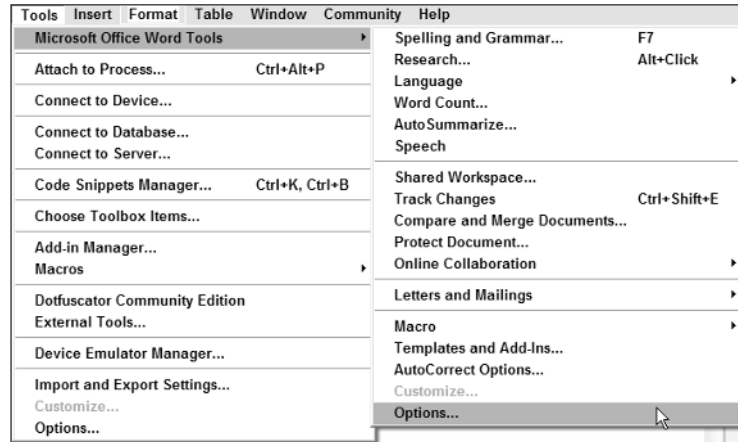 Tools Insert Format Table Window Community Help
Microsoft Office Word Tools
Attach to Process... Ctrl+Alt+P
Connect to Device...
Connect to Database...
Connect to Server...
Code Snippets Manager... Ctrl+K, Ctrl+B
Choose Toolbox Items...
Add-in Manager...
Macros
Dotfuscator Community Edition
External Tools...
Device Emulator Manager...
Import and Export Settings...
Customize...
Options...
Spelling and Grammar... F7
Research... Alt+Click
Language
Word Count...
AutoSummarize...
Speech
Shared Workspace...
Track Changes Ctrl+Shift+E
Compare and Merge Documents...
Protect Document...
Online Collaboration
Letters and Mailings
Macro
Templates and Add-Ins...
AutoCorrect Options...
Customize...
Options...